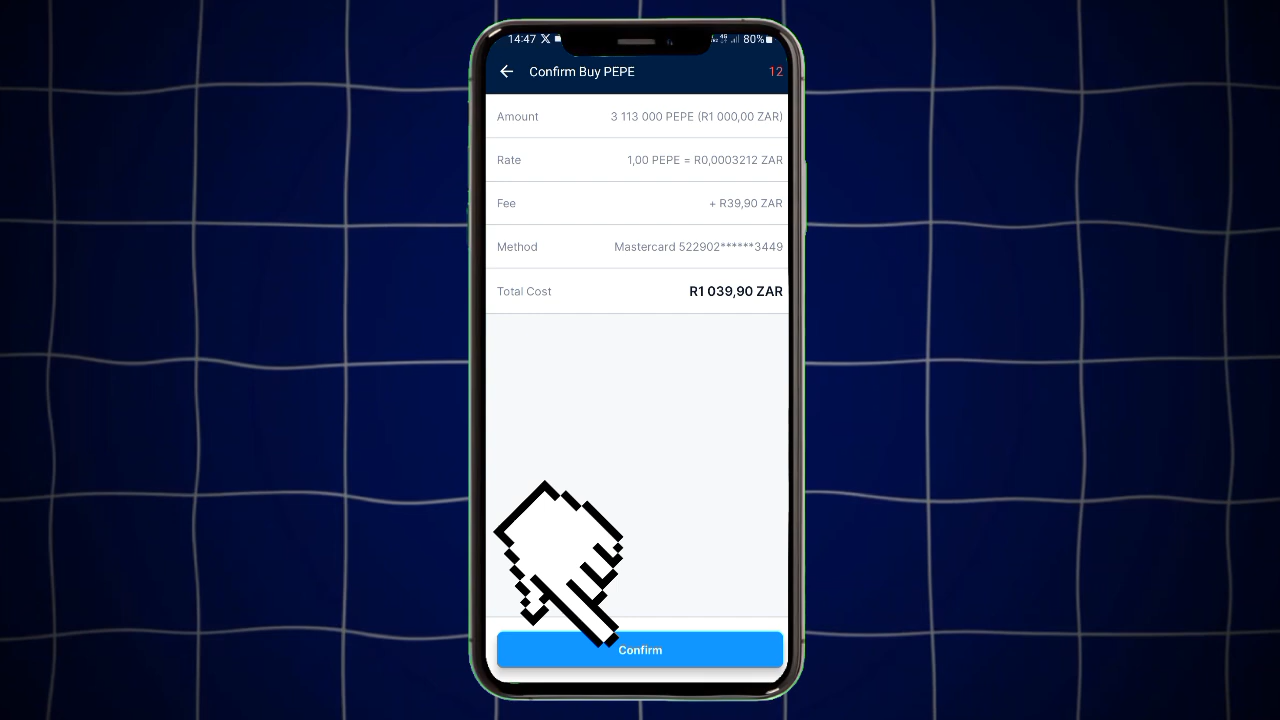 14:47 80%
Confirm Buy PEPE 12
Amount 3 113 000 PEPE (R1 000,00 ZAR)
Rate 1,00 PEPE = R0,0003212 ZAR
Fee + R39,90 ZAR
Method Mastercard 522902******3449
Total Cost R1 039,90 ZAR
Confirm